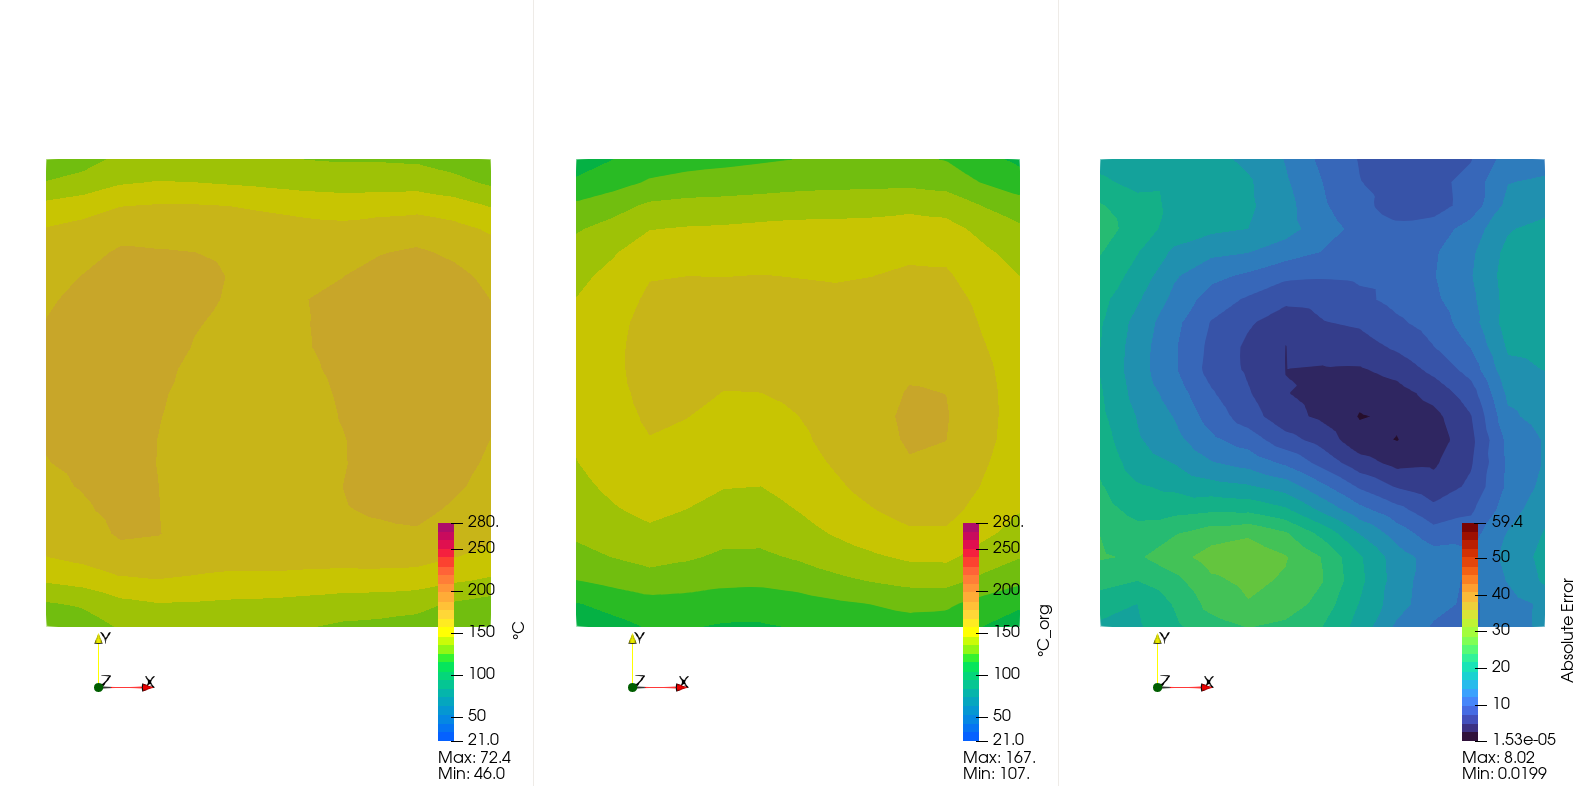 280.
250
200
150
100
50
21.0
°C
Max: 72.4
Min: 46.0
Y
Z
X
280.
250
200
150
100
50
21.0
°C_org
Max: 167.
Min: 107.
Y
Z
X
59.4
50
40
30
20
10
1.53e-05
Absolute Error
Max: 8.02
Min: 0.0199
Y
Z
X